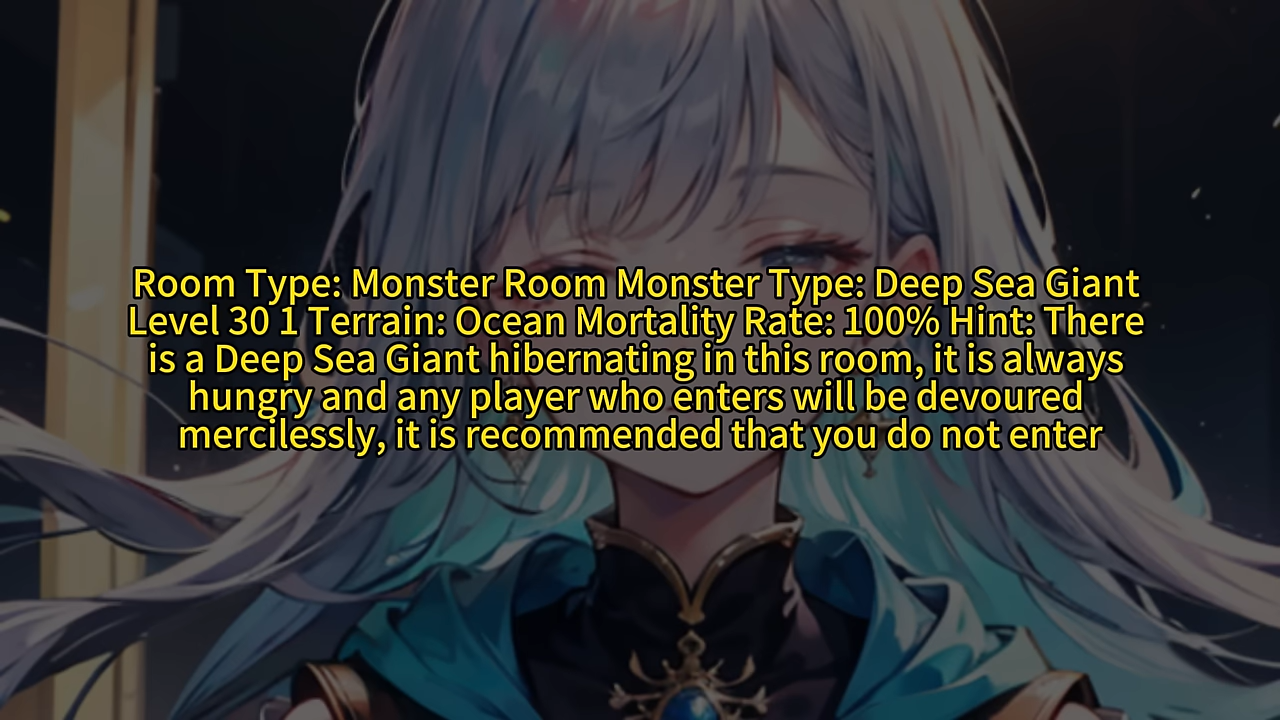 Room Type: Monster Room Monster Type: Deep Sea Giant
Level 30 1 Terrain: Ocean Mortality Rate: 100% Hint: There
is a Deep Sea Giant hibernating in this room, it is always
hungry and any player who enters will be devoured
mercilessly, it is recommended that you do not enter